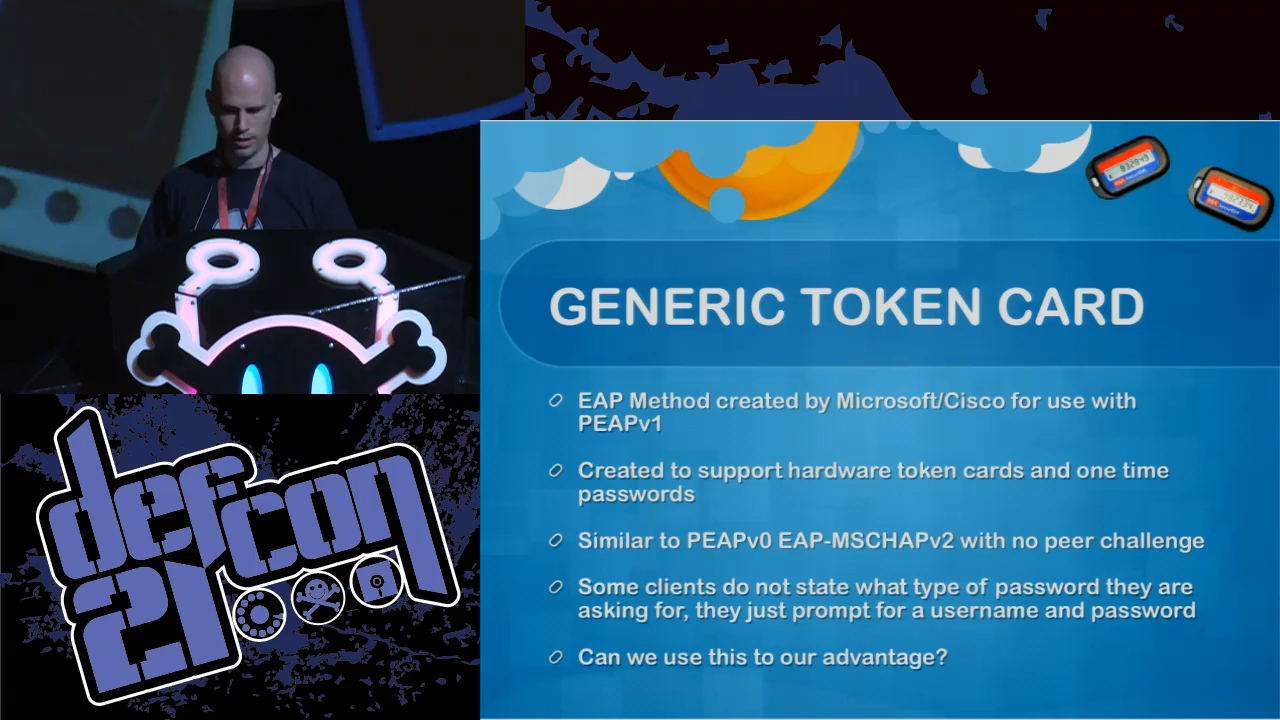 GENERIC TOKEN CARD
EAP Method created by Microsoft/Cisco for use with
PEAPv1
Created to support hardware token cards and one time
passwords
Similar to PEAPv0 EAP-MSCHAPv2 with no peer challenge
Some clients do not state what type of password they are
asking for, they just prompt for a username and password
Can we use this to our advantage?
defcon
21